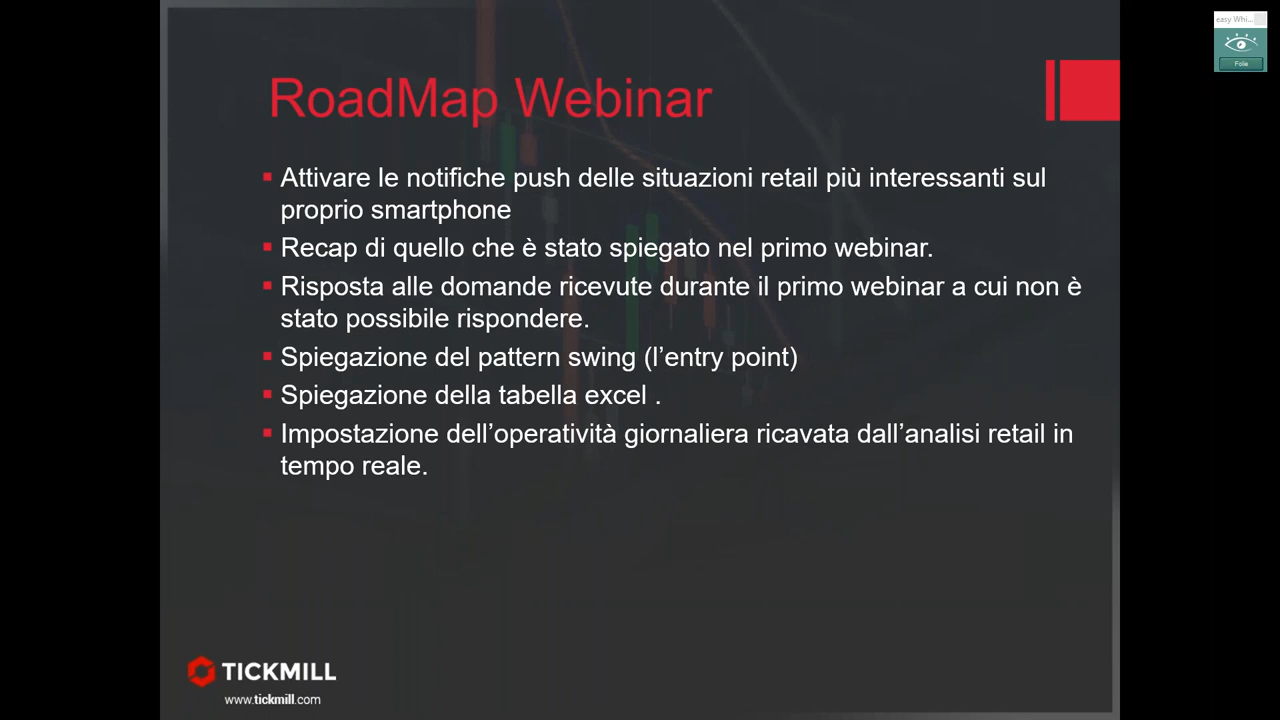 easy Whi...
Folie
RoadMap Webinar
Attivare le notifiche push delle situazioni retail più interessanti sul
proprio smartphone
Recap di quello che è stato spiegato nel primo webinar.
Risposta alle domande ricevute durante il primo webinar a cui non è
stato possibile rispondere.
Spiegazione del pattern swing (l’entry point)
Spiegazione della tabella excel .
Impostazione dell’operatività giornaliera ricavata dall’analisi retail in
tempo reale.
TICKMILL
www.tickmill.com